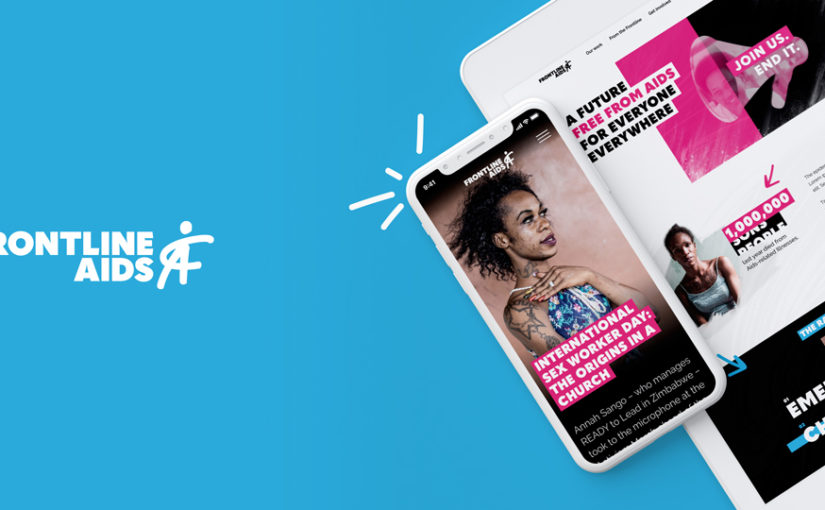 RONTLINE
AIDS
9:41
FRONTLINE
AIDS
INTERNATIONAL
SEX WORKER DAY:
THE ORIGINS IN A
CHURCH
Annah Sango – who manages
READY to Lead in Zimbabwe –
took to the microphone at the
FRONTLINE
AIDS
Our work
From the Frontline
Get involved
JOIN US.
END IT.
A FUTURE
FREE FROM AIDS
FOR EVERYONE
EVERYWHERE
1,000,000
PEOPLE
last year died from
Aids-related illnesses.
Lorem
THE
"EME
"CH